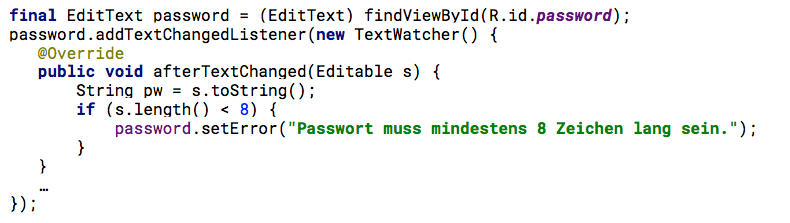 final EditText password = (EditText) findViewById(R.id.password);
password.addTextChangedListener(new TextWatcher() {
    @Override
    public void afterTextChanged(Editable s) {
        String pw = s.toString();
        if (s.length() < 8) {
            password.setError("Passwort muss mindestens 8 Zeichen lang sein.");
        }
    }
    …
});